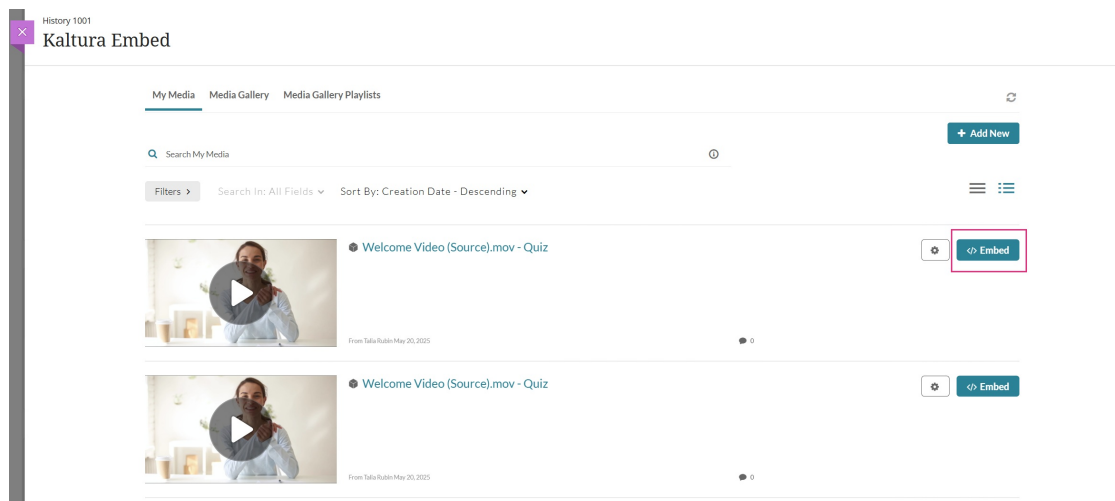 History 1001
Kaltura Embed
My Media Media Gallery Media Gallery Playlists
+ Add New
Search My Media
Filters > Search In: All Fields Sort By: Creation Date - Descending
Welcome Video (Source).mov - Quiz
</> Embed
From Talia Rubin May 20, 2025 0
Welcome Video (Source).mov - Quiz
</> Embed
From Talia Rubin May 20, 2025 0